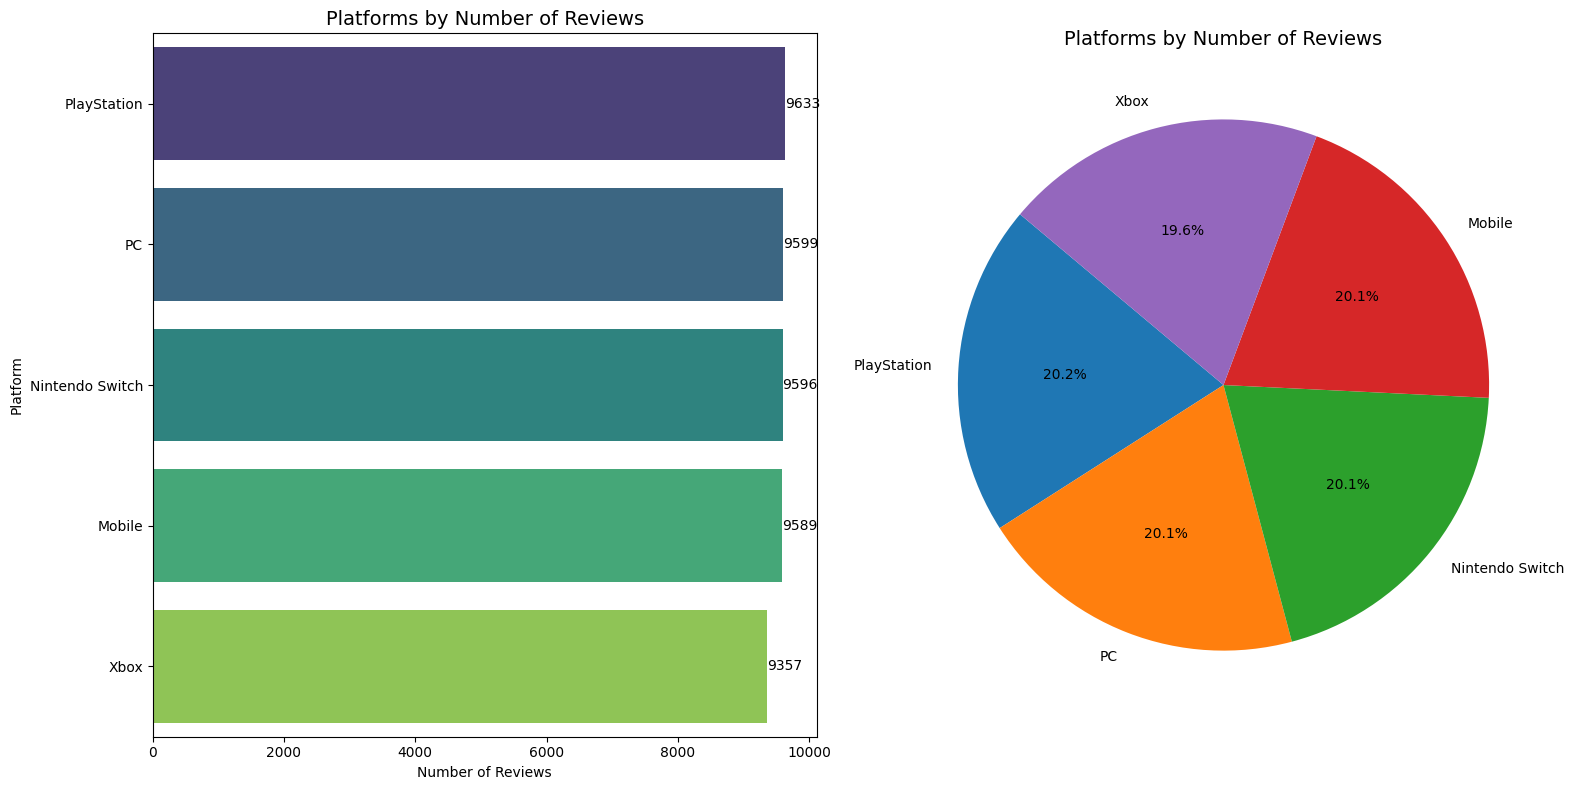 Platforms by Number of Reviews
PlayStation
9633
PC
9599
Nintendo Switch
9596
Mobile
9589
Xbox
9357
Platform
0 2000 4000 6000 8000 10000
Number of Reviews
Platforms by Number of Reviews
Xbox
19.6%
Mobile
20.1%
PlayStation
20.2%
Nintendo Switch
20.1%
PC
20.1%